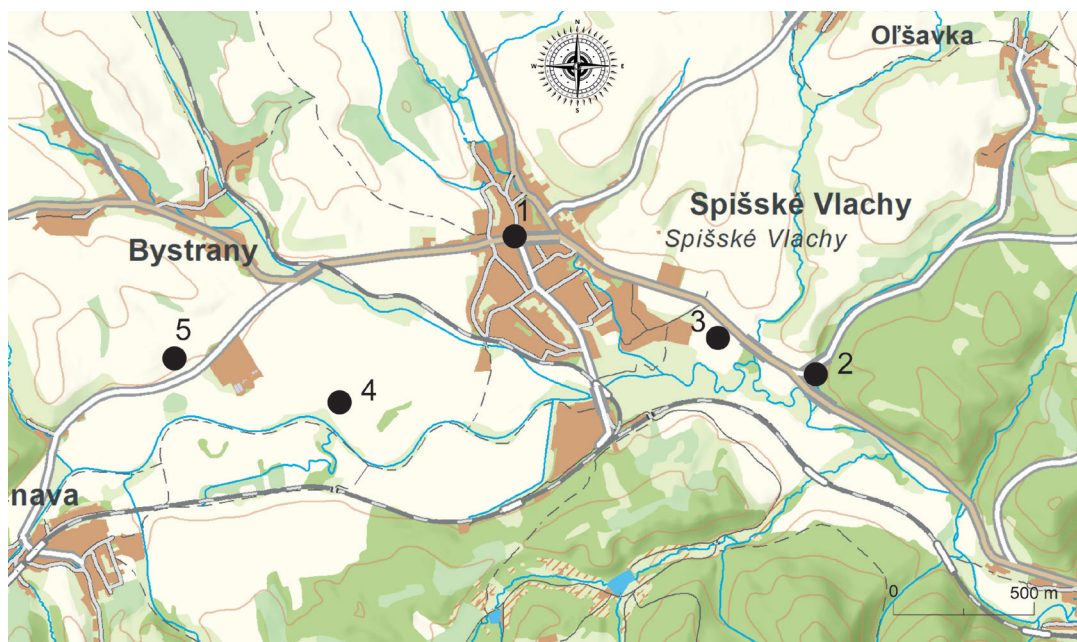 N
W
E
S
Oľšavka
1
Spišské Vlachy
Spišské Vlachy
Bystrany
5
3
2
4
nava
0
500 m